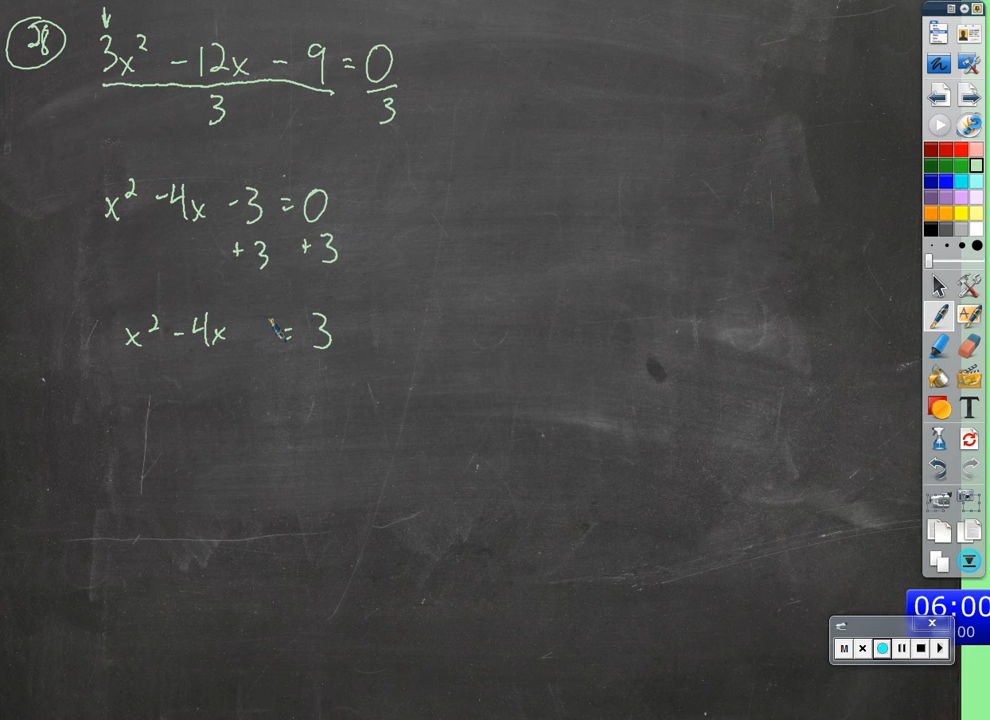 28 3x² - 12x - 9 = 0
3 3
x² - 4x - 3 = 0
+3 +3
x² - 4x = 3
06:00
00
M
T
A